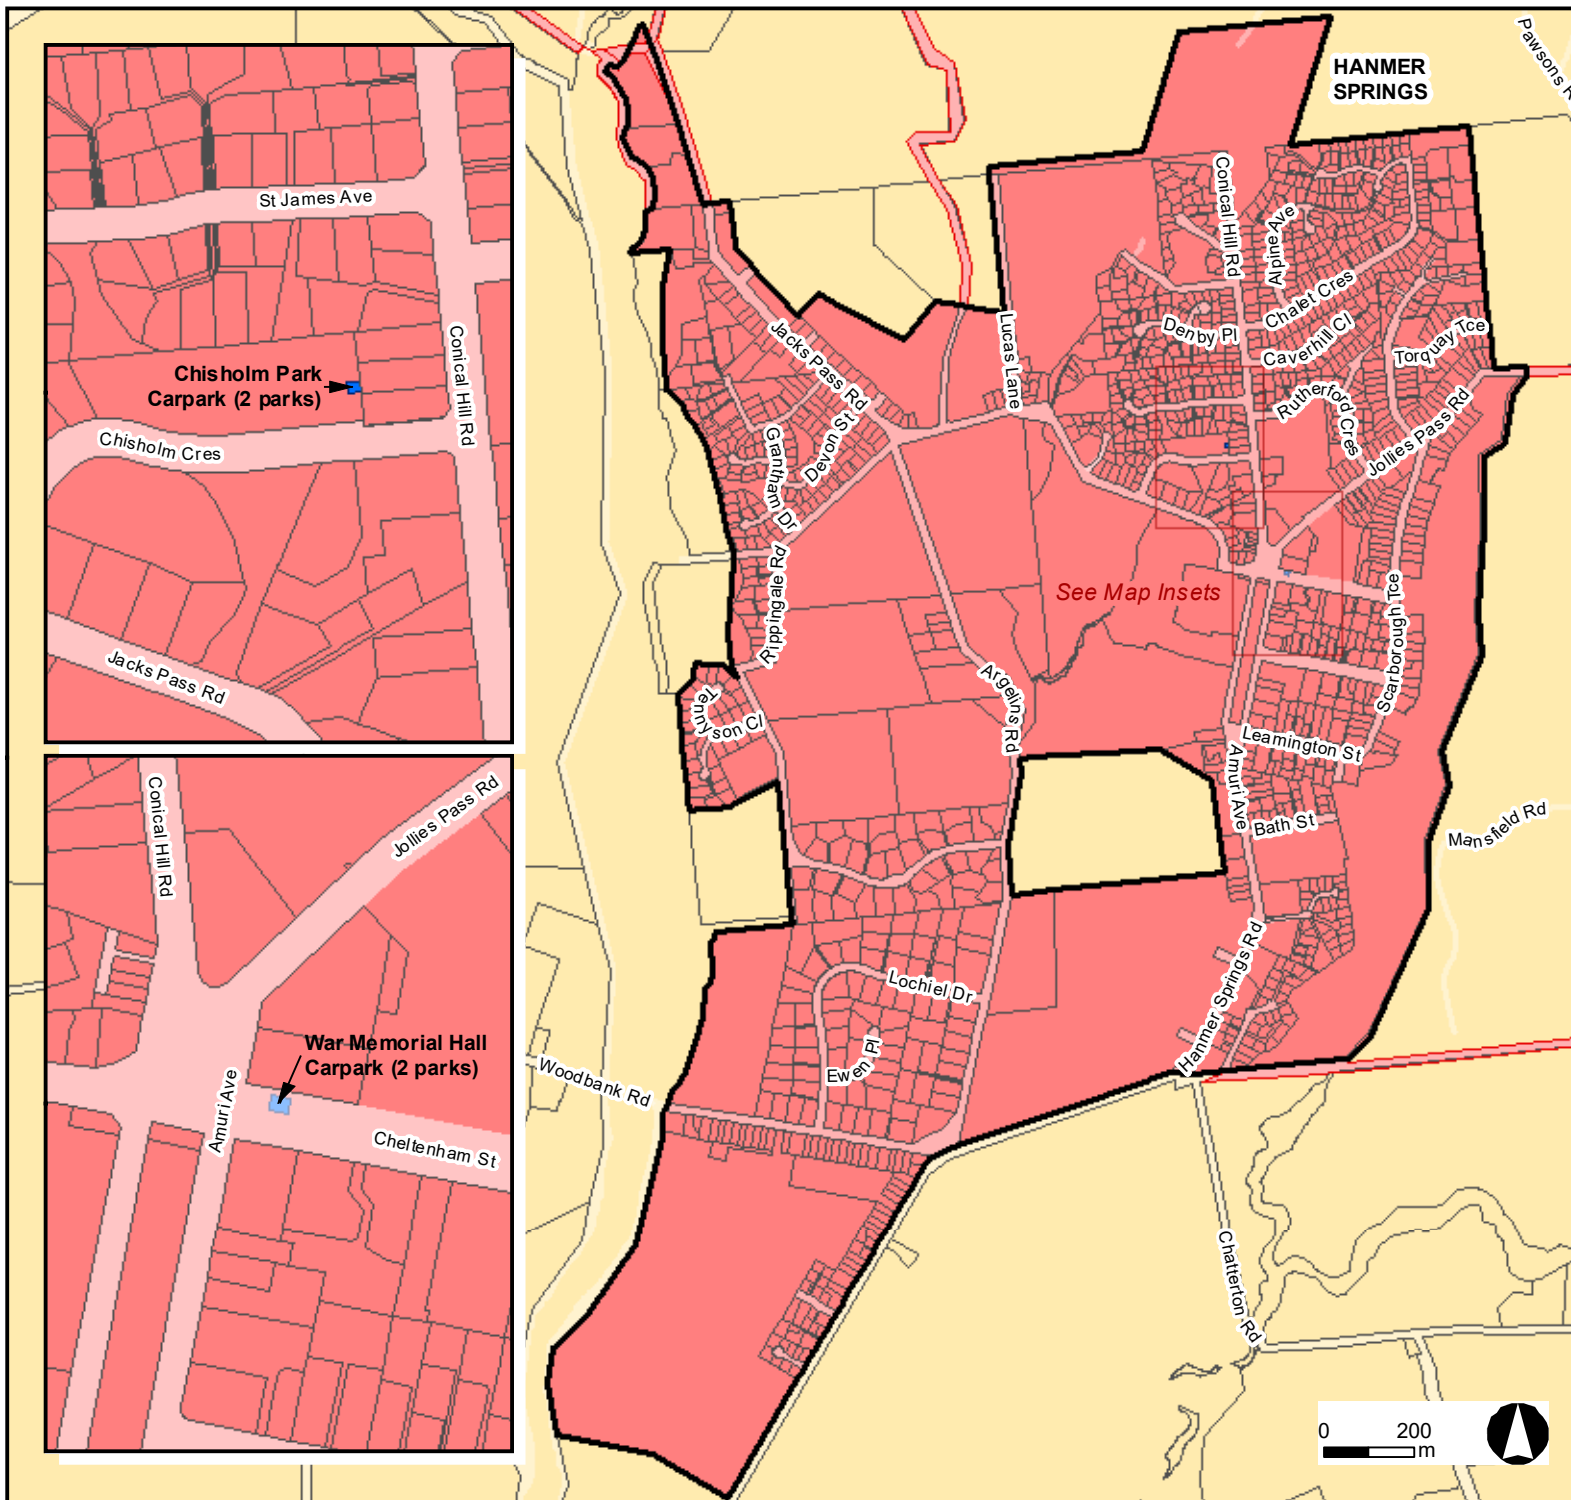 St James Ave
Conical Hill Rd
Chisholm Park
Carpark (2 parks)
Chisholm Cres
Jacks Pass Rd
Conical Hill Rd
Jollies Pass Rd
War Memorial Hall
Carpark (2 parks)
Amuri Ave
Cheltenham St
HANMER
SPRINGS
Pawsons R
Conical Hill Rd
Alpine Ave
Chalet Cres
Denby Pl
Caverhill Cl
Torquay Tce
Rutherford Cres
Jollies Pass Rd
Lucas Lane
Jacks Pass Rd
Devon St
Grantham Dr
Rippingale Rd
See Map Insets
Scarborough Tce
Argelins Rd
Tennyson Cl
Leamington St
Amuri Ave
Bath St
Mansfield Rd
Hanmer Springs Rd
Lochiel Dr
Ewen Pl
Woodbank Rd
Chatterton Rd
0 200
m